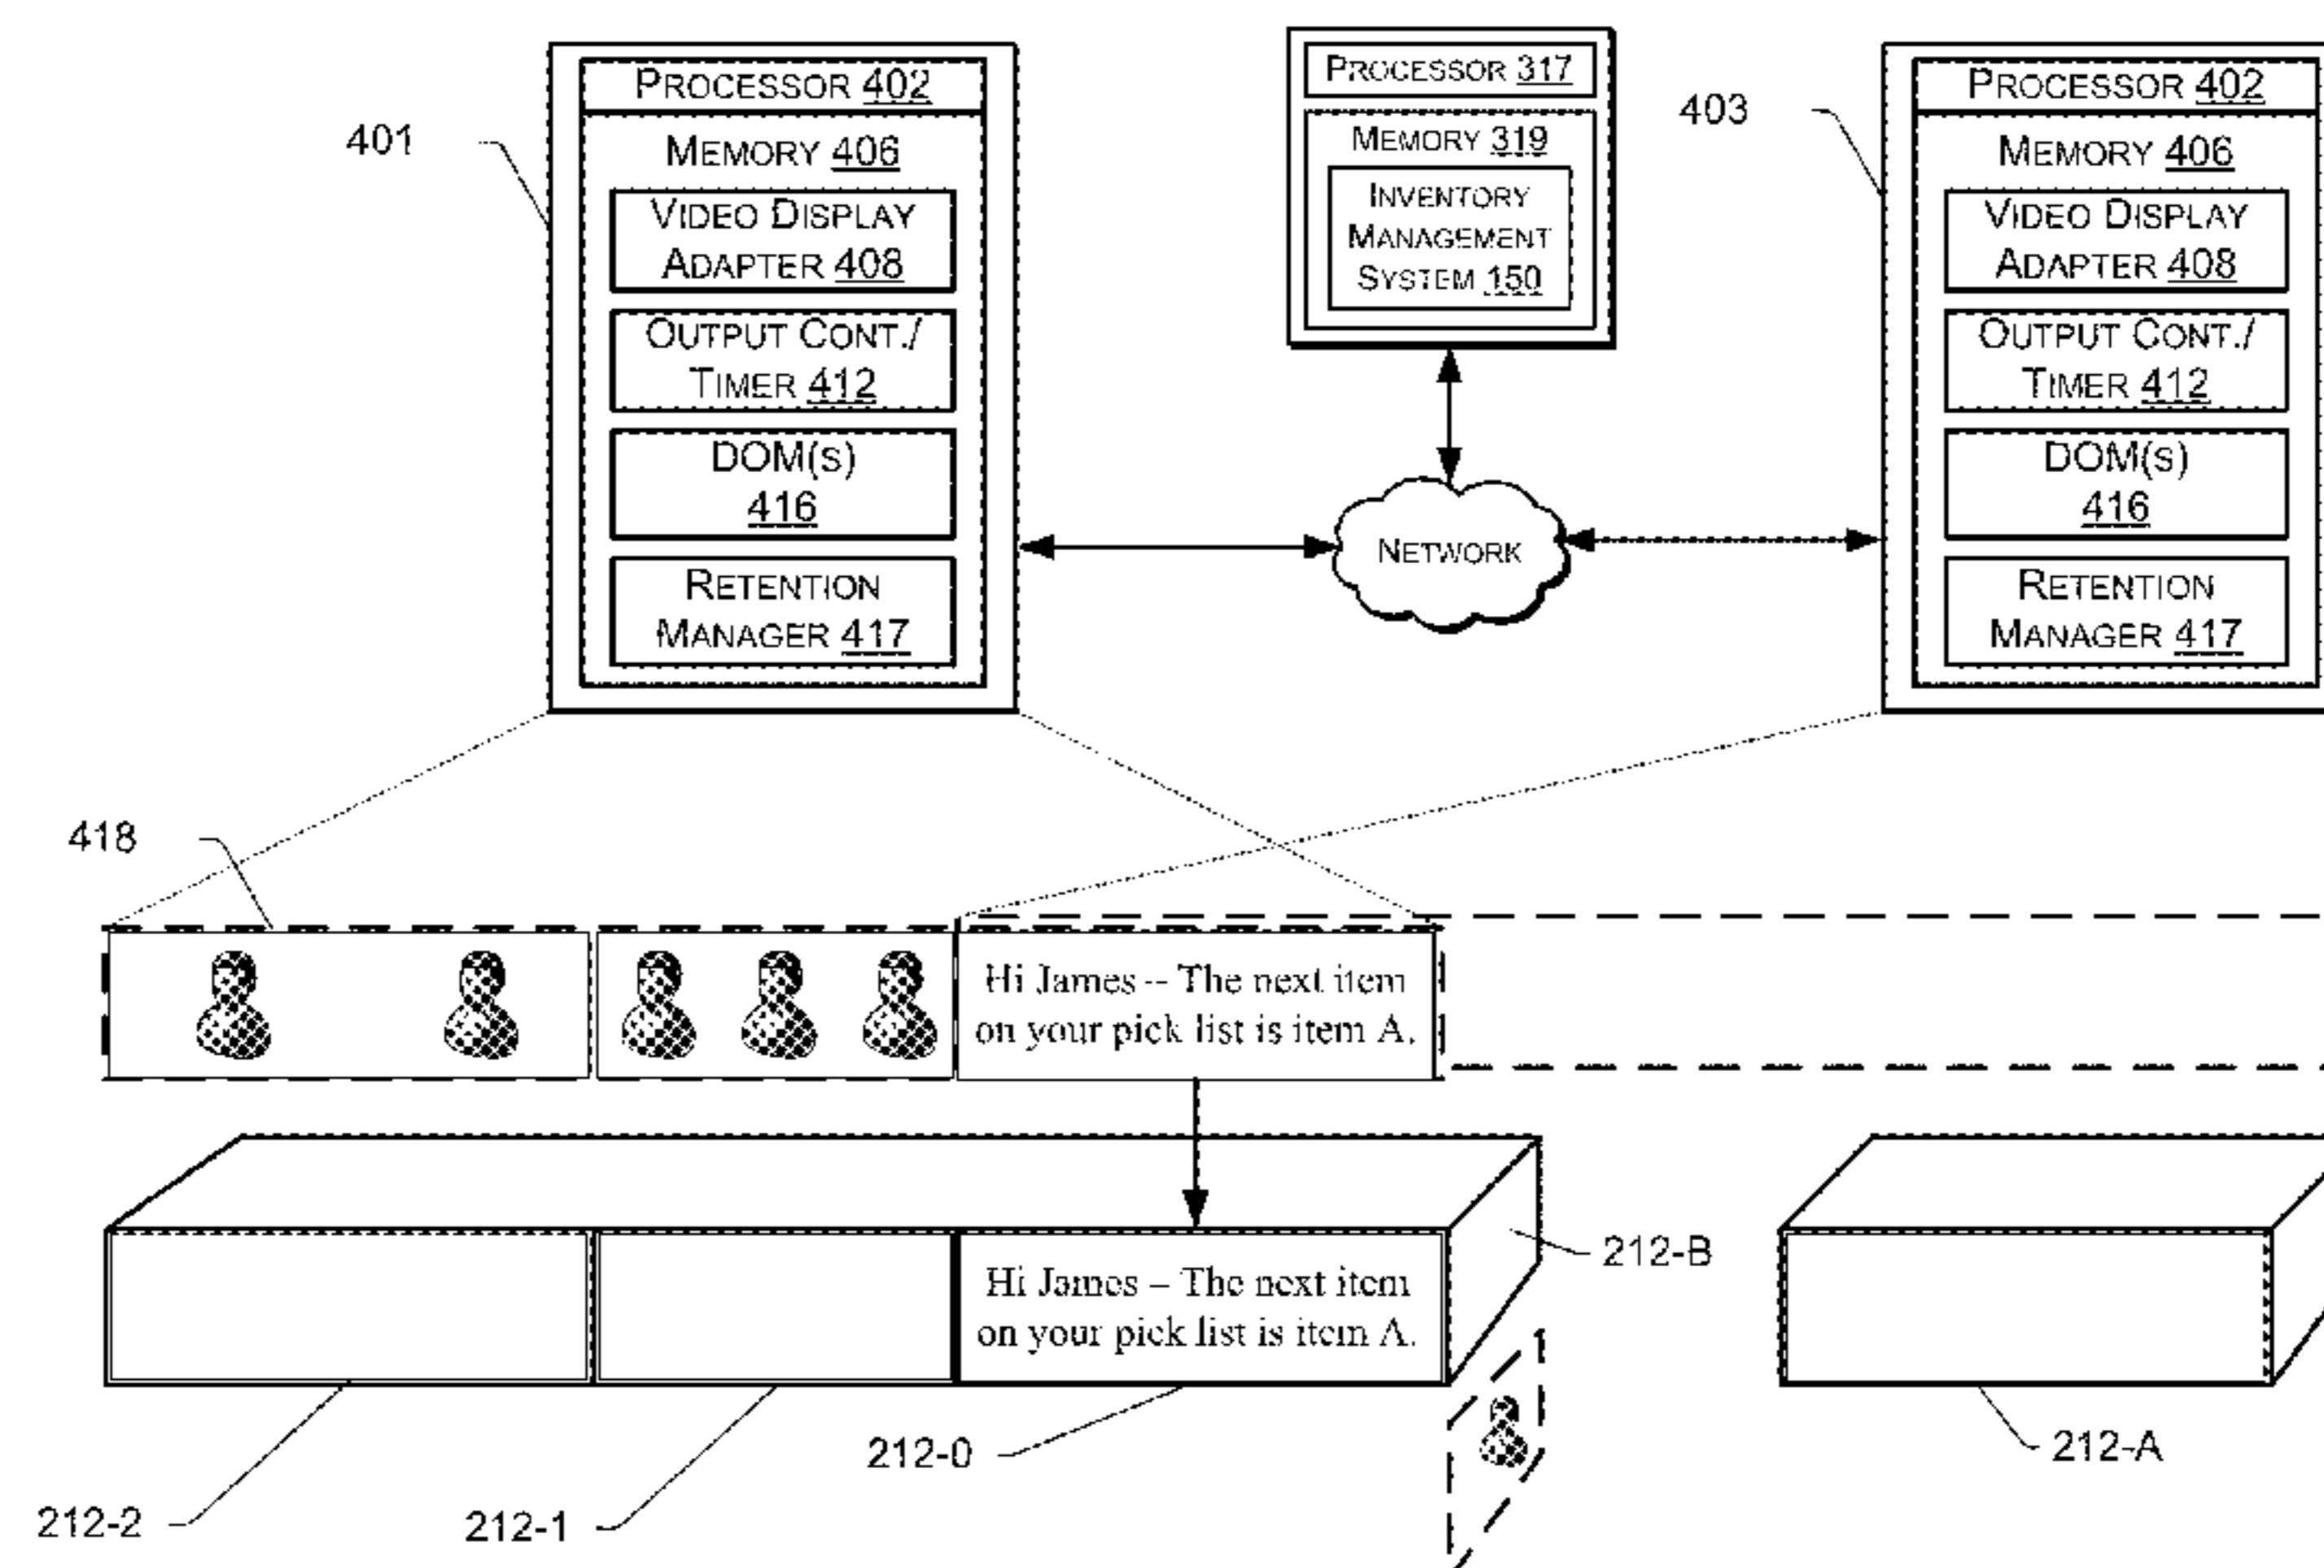 401
PROCESSOR 402
MEMORY 406
VIDEO DISPLAY
ADAPTER 408
OUTPUT CONT./
TIMER 412
DOM(S)
416
RETENTION
MANAGER 417
PROCESSOR 317
MEMORY 319
INVENTORY
MANAGEMENT
SYSTEM 150
NETWORK
403
PROCESSOR 402
MEMORY 406
VIDEO DISPLAY
ADAPTER 408
OUTPUT CONT./
TIMER 412
DOM(S)
416
RETENTION
MANAGER 417
418
Hi James – The next item
on your pick list is item A.
Hi James – The next item
on your pick list is item A.
212-B
212-A
212-0
212-1
212-2